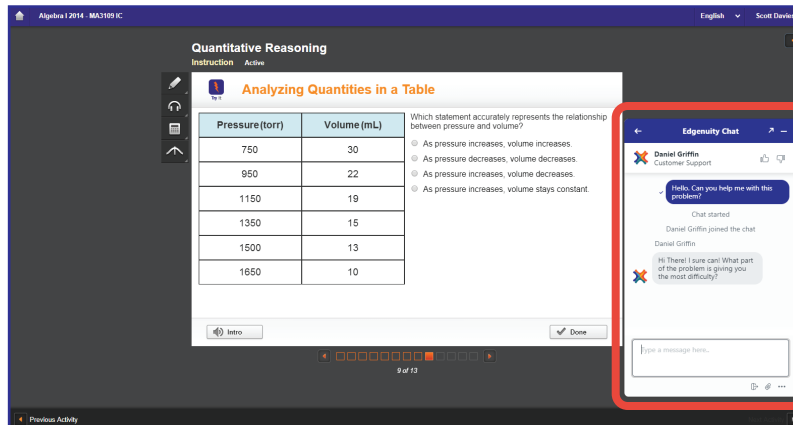 Algebra I 2014 - MA3109 IC
English
Scott Davies
Quantitative Reasoning
Instruction Active
Try It
Analyzing Quantities in a Table
Pressure (torr) Volume (mL)
750 30
950 22
1150 19
1350 15
1500 13
1650 10
Which statement accurately represents the relationship
between pressure and volume?
As pressure increases, volume increases.
As pressure decreases, volume decreases.
As pressure increases, volume decreases.
As pressure increases, volume stays constant.
Intro
Done
9 of 13
Previous Activity
Edgenuity Chat
Daniel Griffin
Customer Support
Hello. Can you help me with this
problem?
Chat started
Daniel Griffin joined the chat
Daniel Griffin
Hi There! I sure can! What part
of the problem is giving you
the most difficulty?
Type a message here..